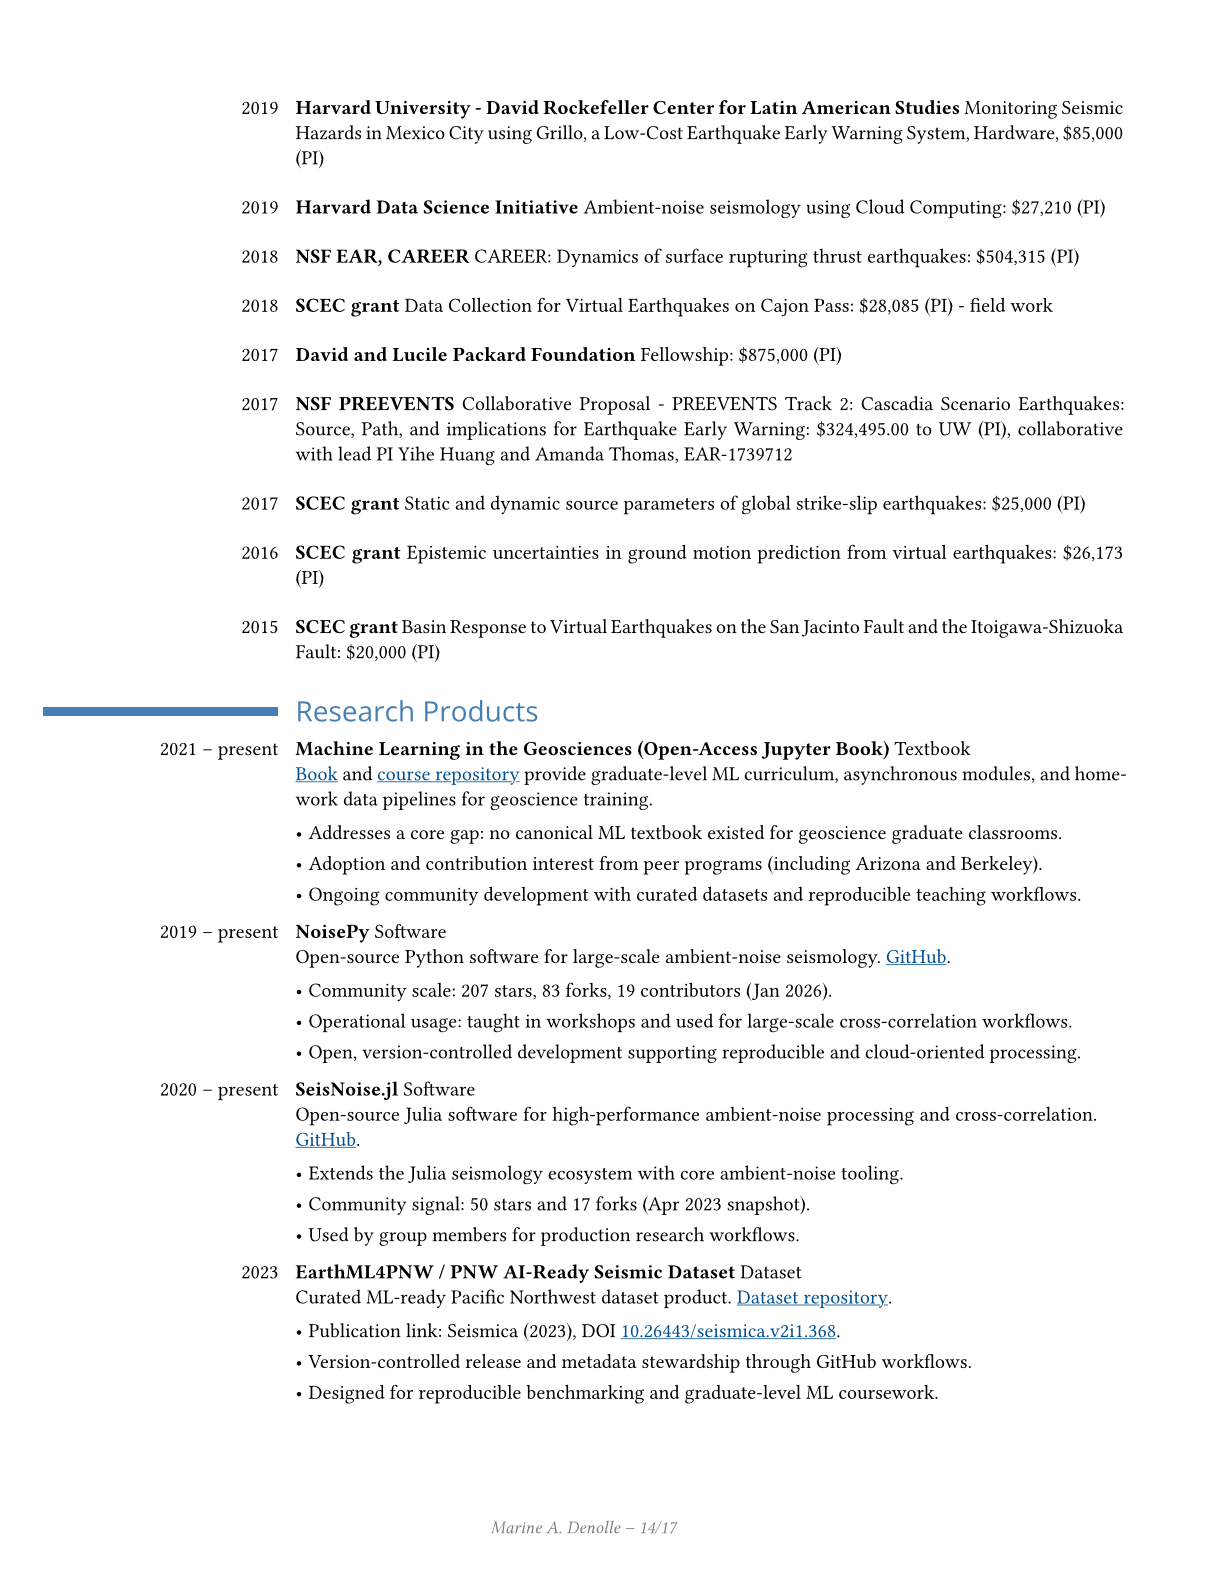 2019 Harvard University - David Rockefeller Center for Latin American Studies Monitoring Seismic
Hazards in Mexico City using Grillo, a Low-Cost Earthquake Early Warning System, Hardware, $85,000
(PI)
2019 Harvard Data Science Initiative Ambient-noise seismology using Cloud Computing: $27,210 (PI)
2018 NSF EAR, CAREER CAREER: Dynamics of surface rupturing thrust earthquakes: $504,315 (PI)
2018 SCEC grant Data Collection for Virtual Earthquakes on Cajon Pass: $28,085 (PI) - field work
2017 David and Lucile Packard Foundation Fellowship: $875,000 (PI)
2017 NSF PREEVENTS Collaborative Proposal - PREEVENTS Track 2: Cascadia Scenario Earthquakes:
Source, Path, and implications for Earthquake Early Warning: $324,495.00 to UW (PI), collaborative
with lead PI Yihe Huang and Amanda Thomas, EAR-1739712
2017 SCEC grant Static and dynamic source parameters of global strike-slip earthquakes: $25,000 (PI)
2016 SCEC grant Epistemic uncertainties in ground motion prediction from virtual earthquakes: $26,173
(PI)
2015 SCEC grant Basin Response to Virtual Earthquakes on the San Jacinto Fault and the Itoigawa-Shizuoka
Fault: $20,000 (PI)
Research Products
2021 – present Machine Learning in the Geosciences (Open-Access Jupyter Book) Textbook
Book and course repository provide graduate-level ML curriculum, asynchronous modules, and home-
work data pipelines for geoscience training.
• Addresses a core gap: no canonical ML textbook existed for geoscience graduate classrooms.
• Adoption and contribution interest from peer programs (including Arizona and Berkeley).
• Ongoing community development with curated datasets and reproducible teaching workflows.
2019 – present NoisePy Software
Open-source Python software for large-scale ambient-noise seismology. GitHub.
• Community scale: 207 stars, 83 forks, 19 contributors (Jan 2026).
• Operational usage: taught in workshops and used for large-scale cross-correlation workflows.
• Open, version-controlled development supporting reproducible and cloud-oriented processing.
2020 – present SeisNoise.jl Software
Open-source Julia software for high-performance ambient-noise processing and cross-correlation.
GitHub.
• Extends the Julia seismology ecosystem with core ambient-noise tooling.
• Community signal: 50 stars and 17 forks (Apr 2023 snapshot).
• Used by group members for production research workflows.
2023 EarthML4PNW / PNW AI-Ready Seismic Dataset Dataset
Curated ML-ready Pacific Northwest dataset product. Dataset repository.
• Publication link: Seismica (2023), DOI 10.26443/seismica.v2i1.368.
• Version-controlled release and metadata stewardship through GitHub workflows.
• Designed for reproducible benchmarking and graduate-level ML coursework.
Marine A. Denolle – 14/17